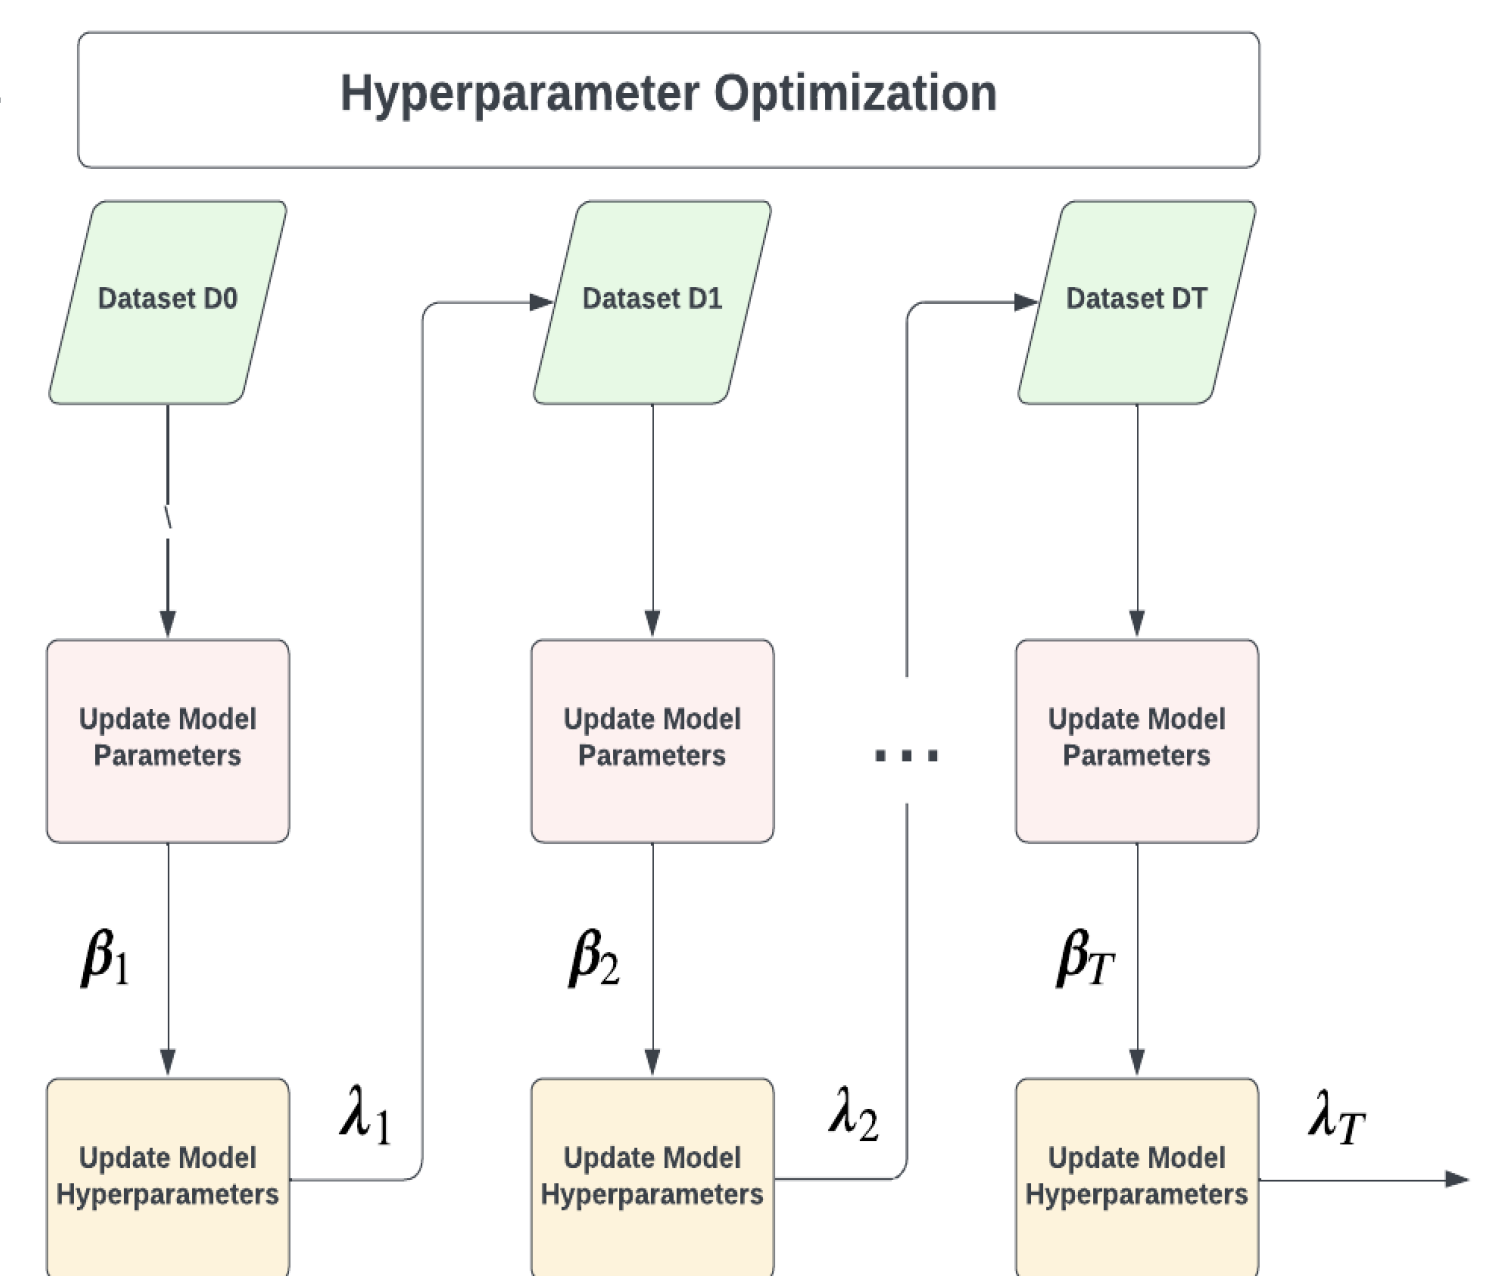 Hyperparameter Optimization
Dataset D0
Dataset D1
Dataset DT
Update Model
Parameters
Update Model
Parameters
...
Update Model
Parameters
β1
β2
βT
λ1
λ2
λT
Update Model
Hyperparameters
Update Model
Hyperparameters
Update Model
Hyperparameters